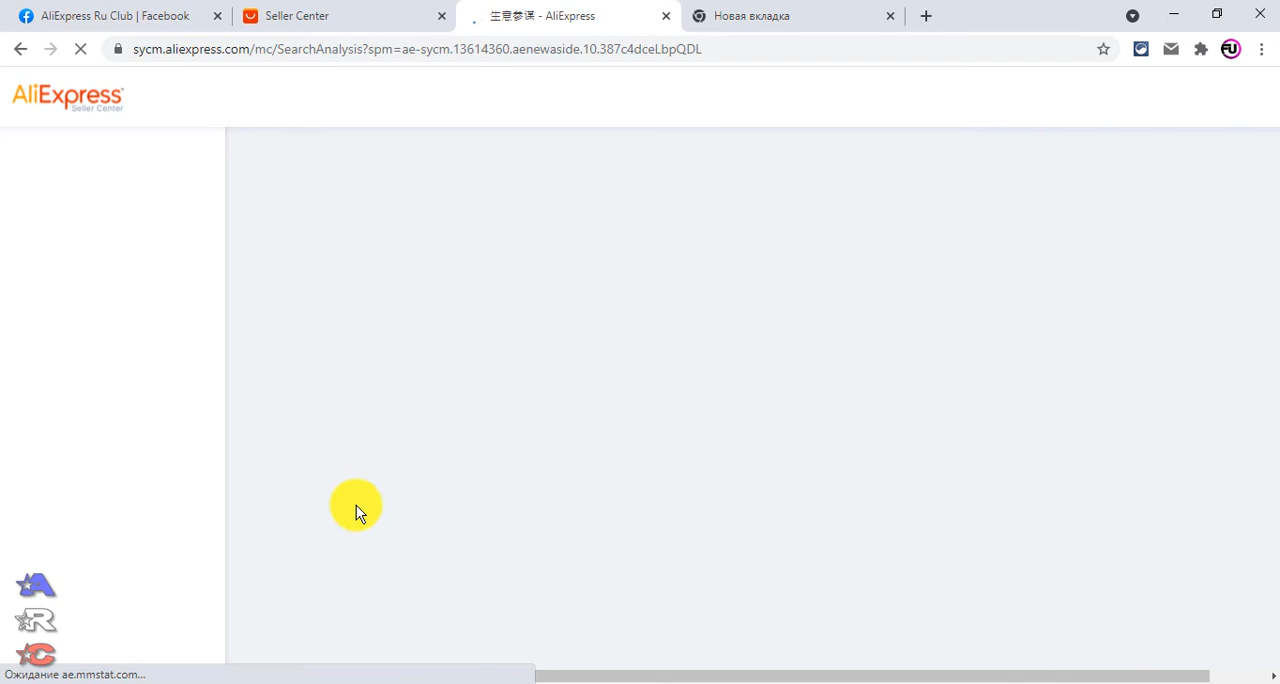 AliExpress Ru Club | Facebook
Seller Center
生意参谋 - AliExpress
Новая вкладка
sycm.aliexpress.com/mc/SearchAnalysis?spm=ae-sycm.13614360.aenewaside.10.387c4dceLbpQDL
FU
AliExpress
Seller Center
A
R
C
Ожидание ae.mmstat.com...